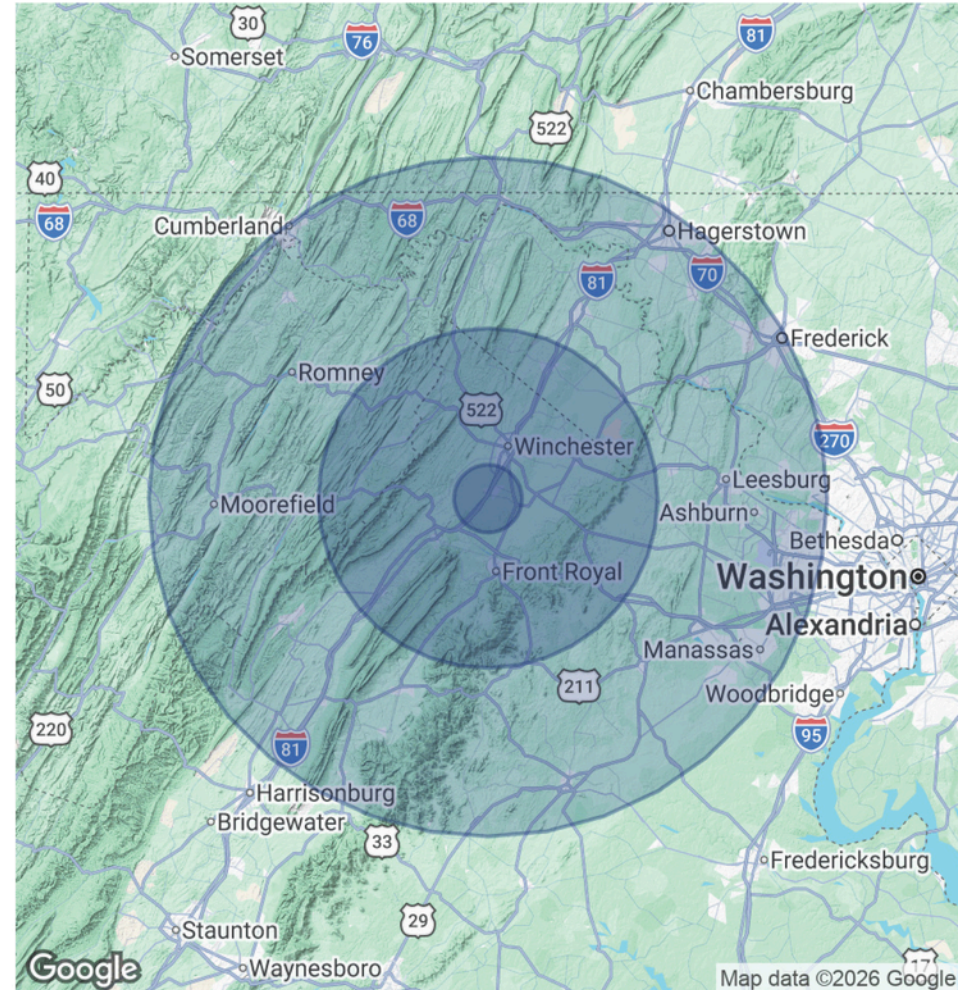 30
76
81
Somerset
Chambersburg
522
40
68
Cumberland
68
Hagerstown
81
70
Frederick
Romney
50
522
270
Winchester
Leesburg
Moorefield
Ashburn
Bethesda
Front Royal
Washington
Alexandria
Manassas
211
Woodbridge
220
81
95
Harrisonburg
Bridgewater
33
Fredericksburg
29
Staunton
17
Waynesboro
Google
Map data ©2026 Google